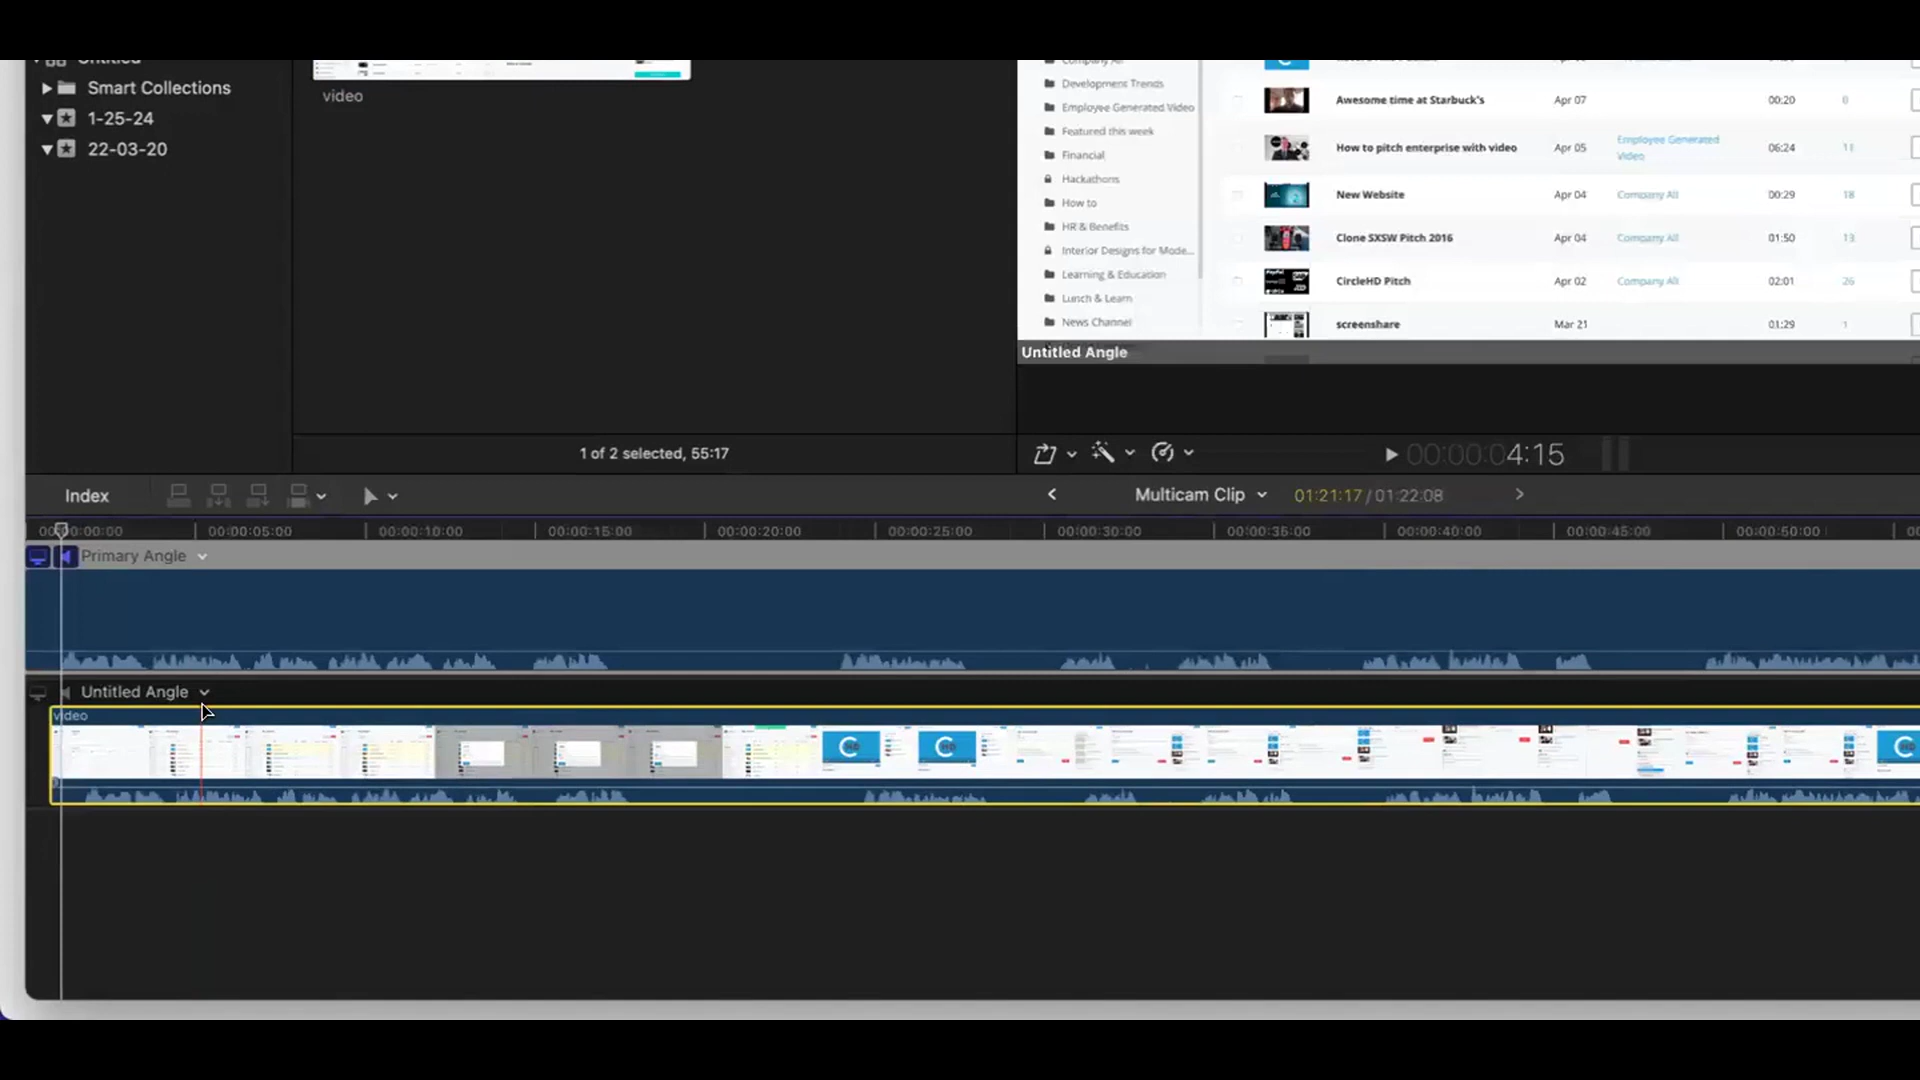 Untitled
Smart Collections
1-25-24
22-03-20
video
Company All
Development Trends
Employee Generated Video
Featured this week
Financial
Hackathons
How to
HR & Benefits
Interior Designs for Mode...
Learning & Education
Lunch & Learn
News Channel
Awesome time at Starbuck's Apr 07 00:20 0
How to pitch enterprise with video Apr 05 Employee Generated Video 06:24 11
New Website Apr 04 Company All 00:29 18
Clone SXSW Pitch 2016 Apr 04 Company All 01:50 13
CircleHD Pitch Apr 02 Company All 02:01 26
screenshare Mar 21 01:29 1
Untitled Angle
1 of 2 selected, 55:17
00:00:04:15
Index
Multicam Clip 01:21:17 / 01:22:08
00:00:00:00 00:00:05:00 00:00:10:00 00:00:15:00 00:00:20:00 00:00:25:00 00:00:30:00 00:00:35:00 00:00:40:00 00:00:45:00 00:00:50:00
Primary Angle
Untitled Angle
video